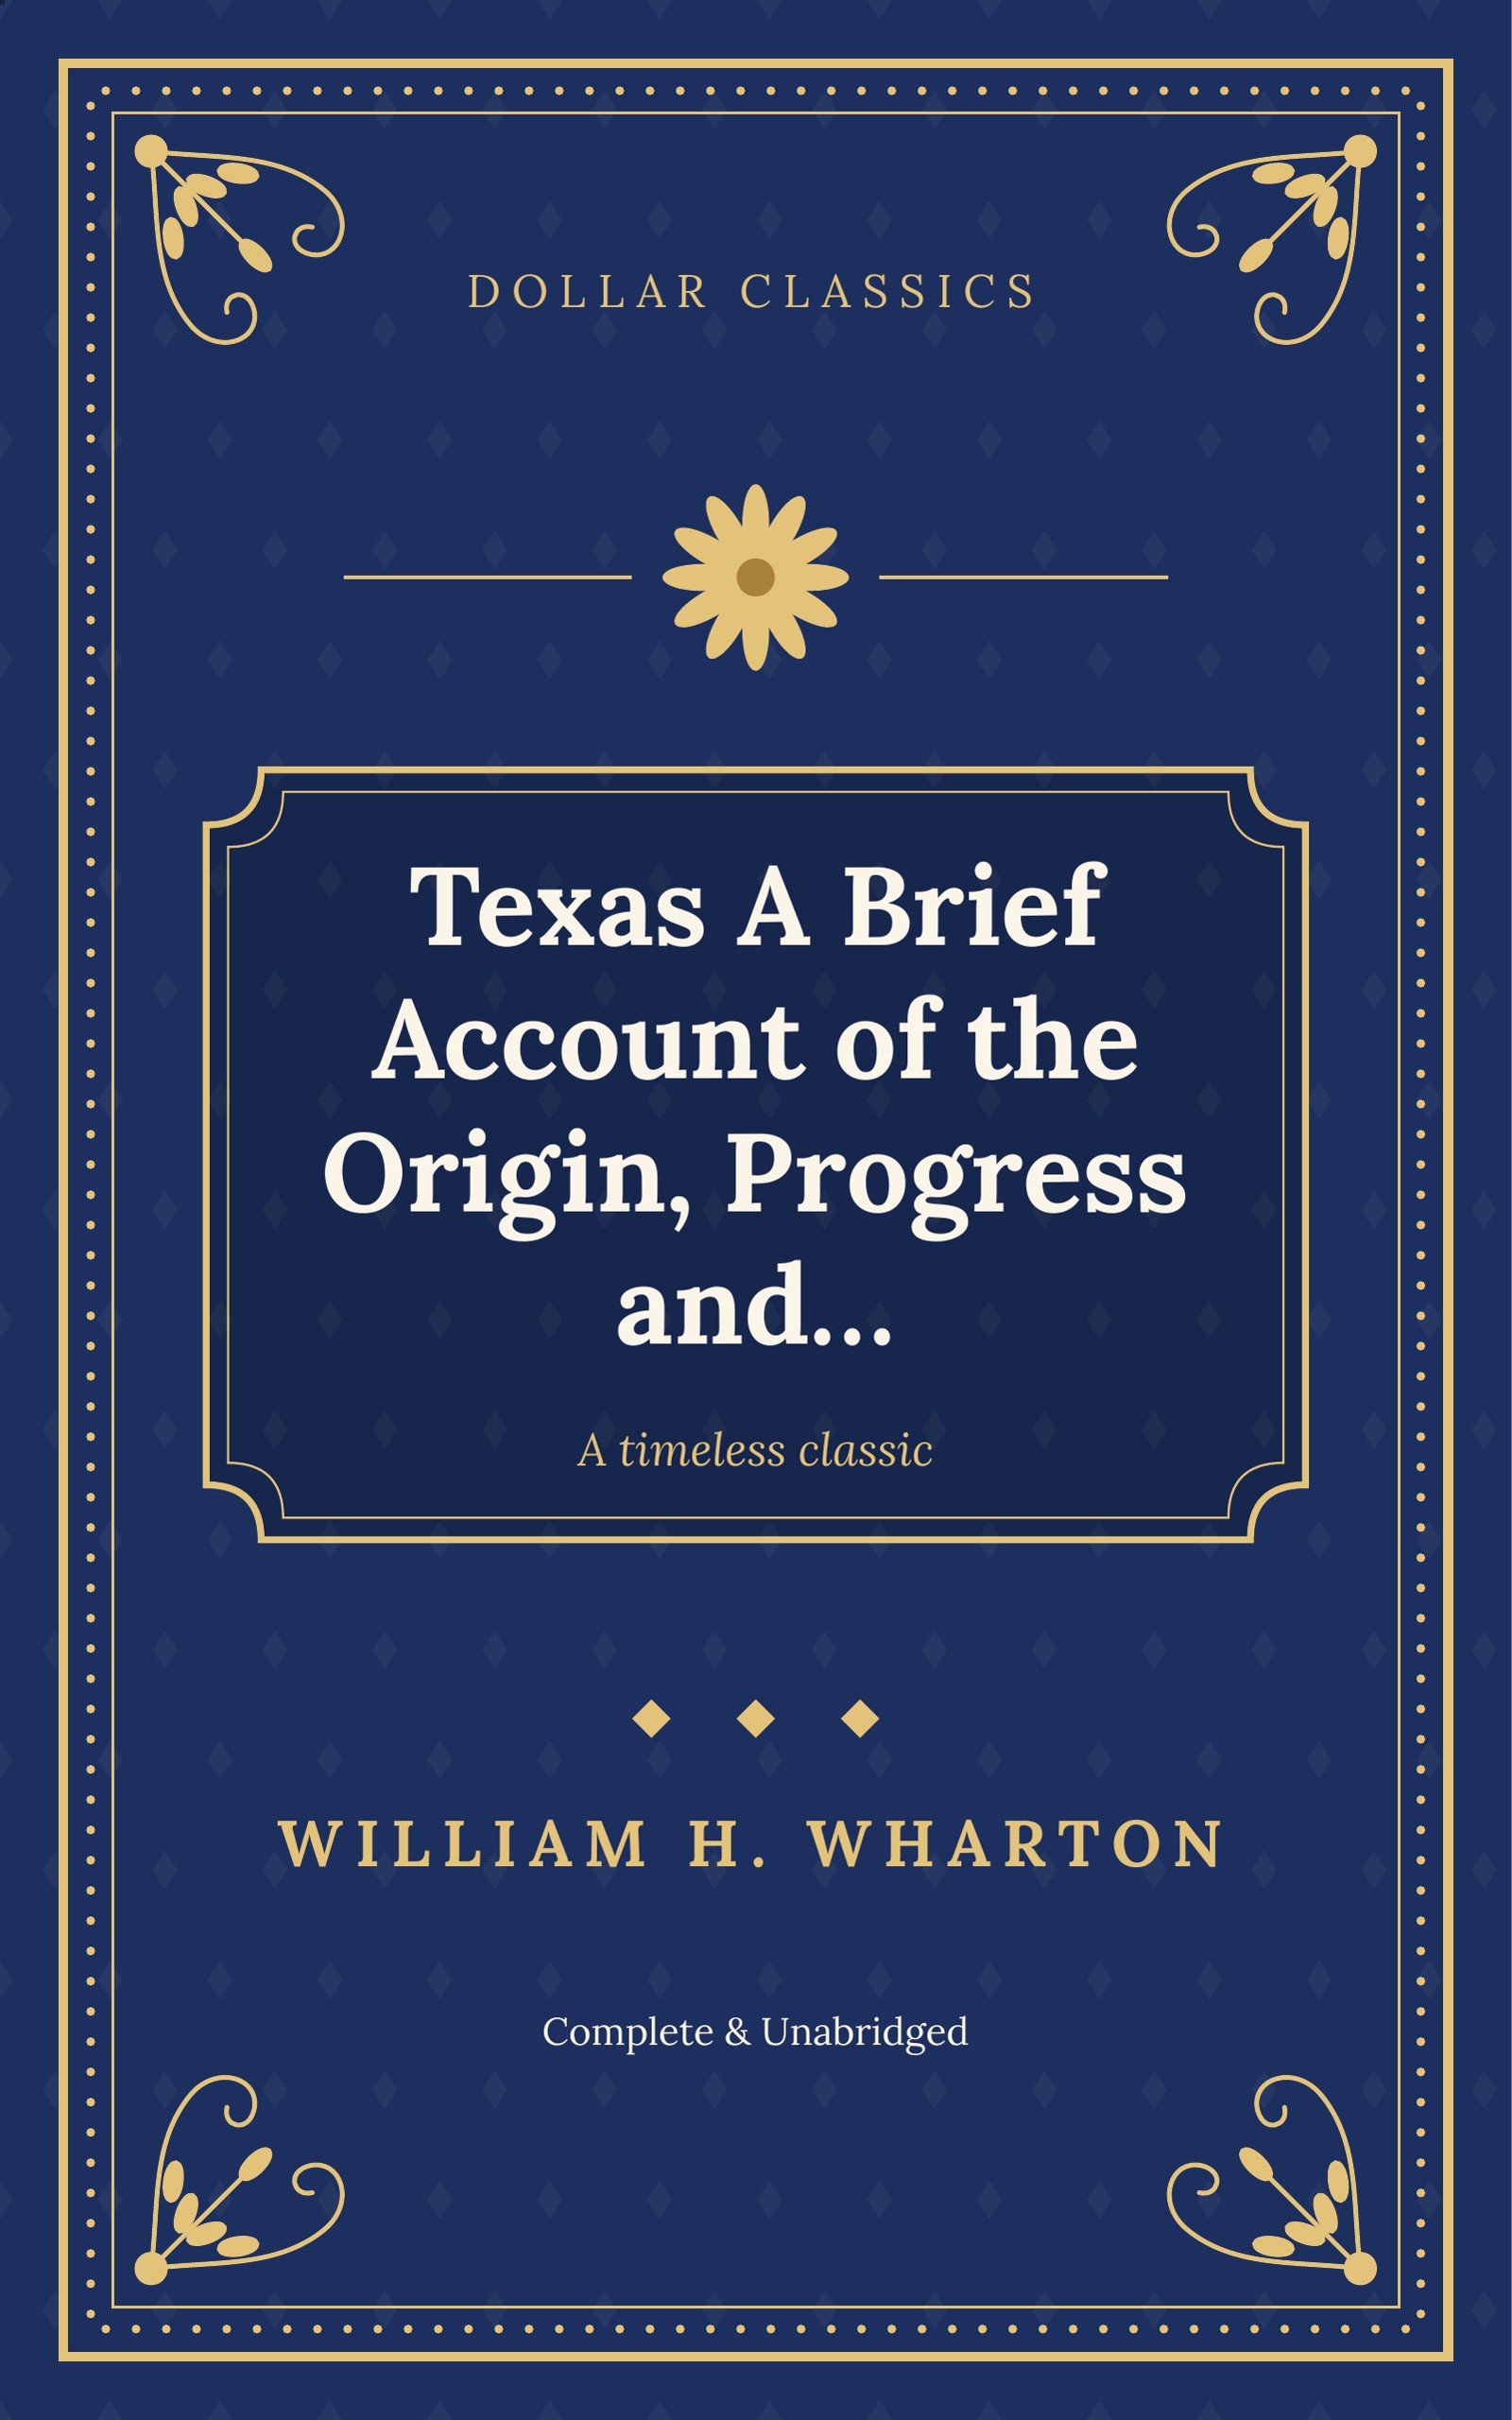 DOLLAR CLASSICS
Texas A Brief
Account of the
Origin, Progress
and...
A timeless classic
WILLIAM H. WHARTON
Complete & Unabridged